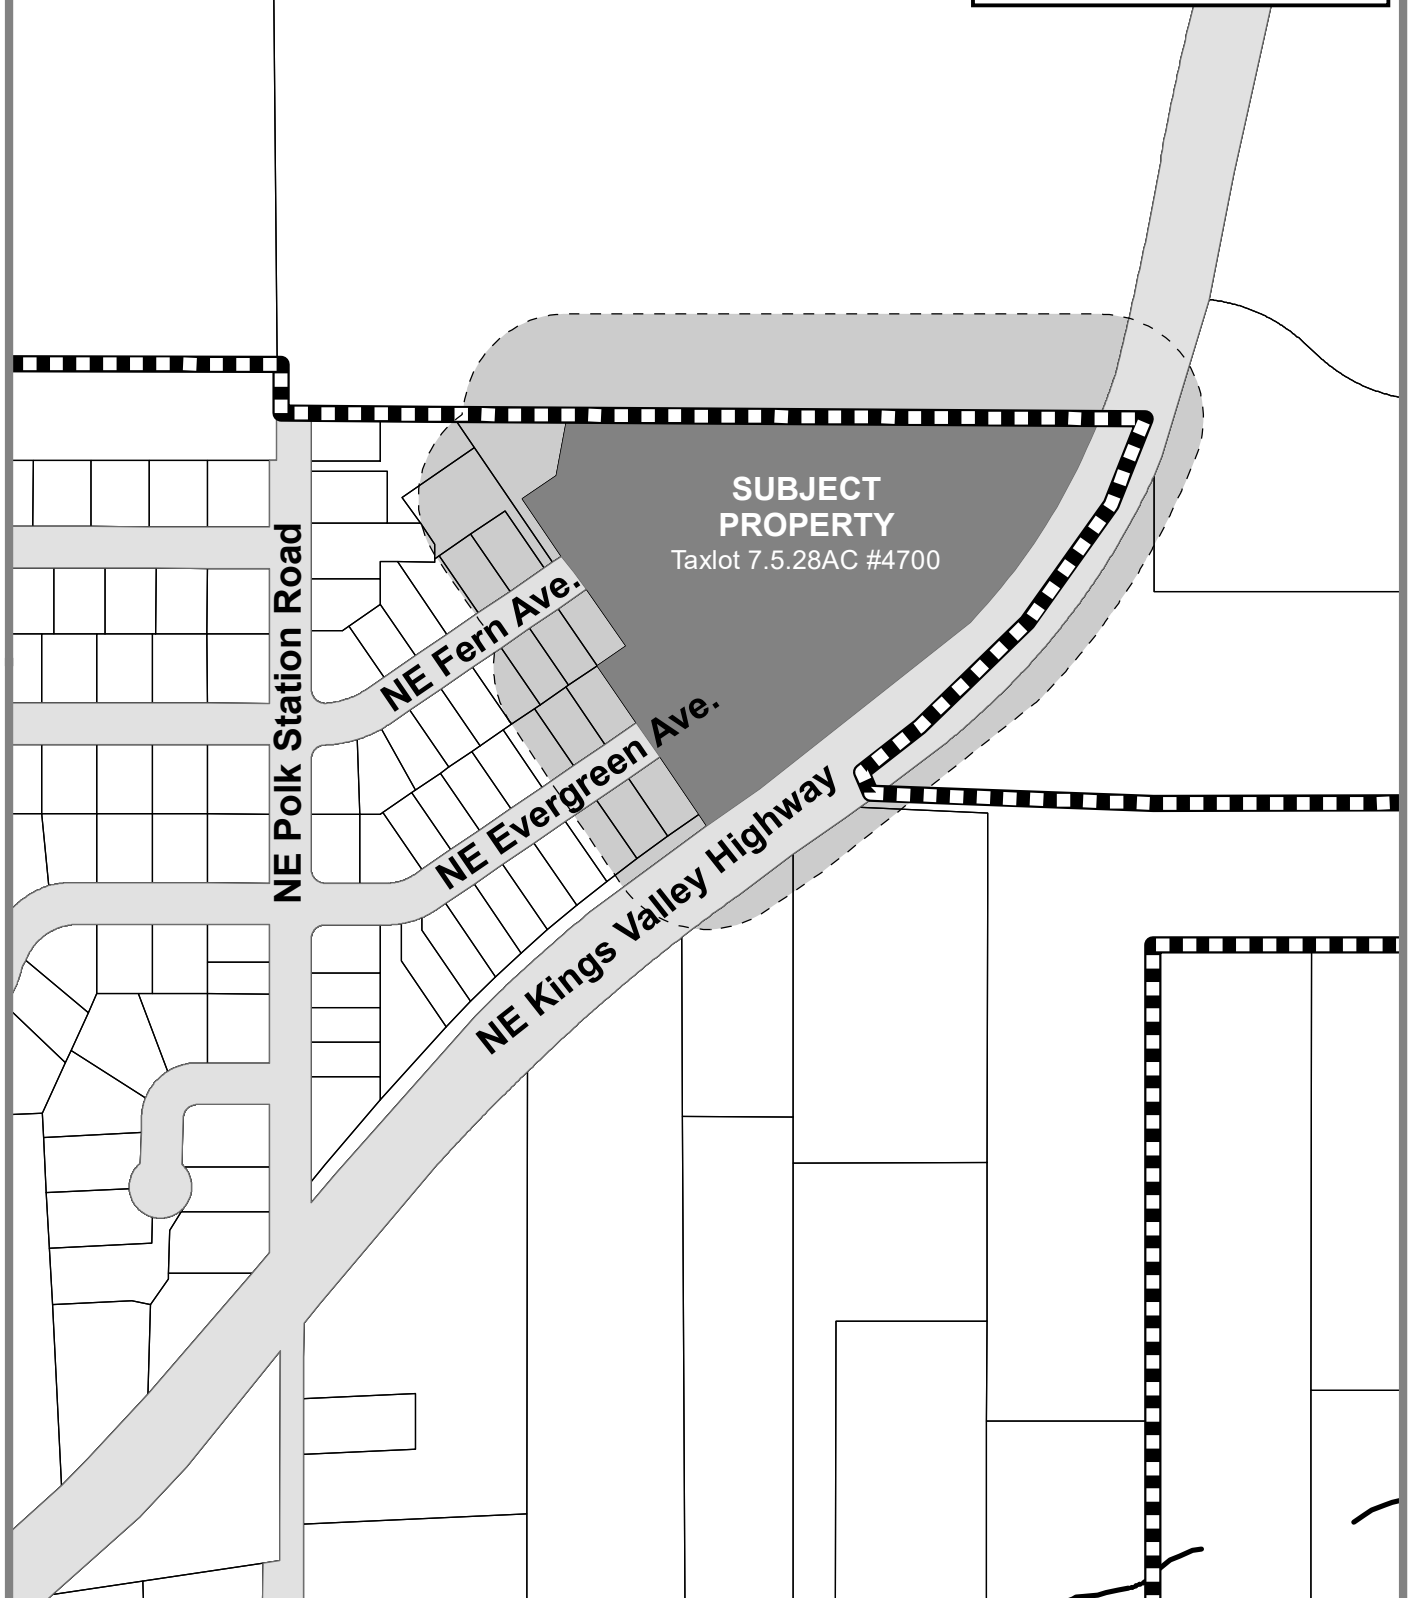 SUBJECT
PROPERTY
Taxlot 7.5.28AC #4700
NE Fern Ave.
NE Polk Station Road
NE Evergreen Ave.
NE Kings Valley Highway